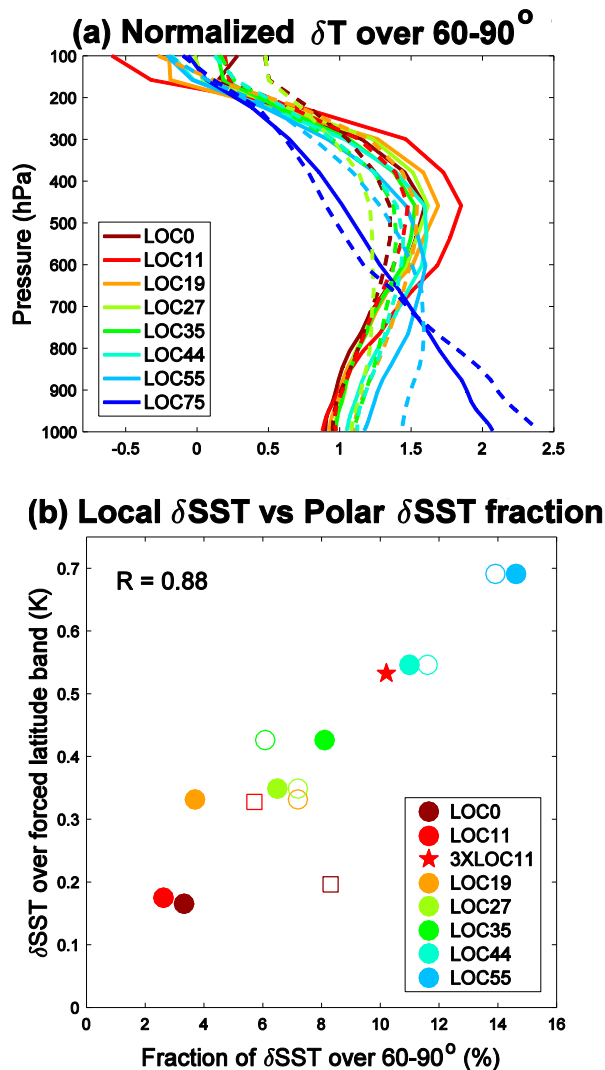 (a) Normalized δT over 60-90°
100
200
300
400
500
600
700
800
900
1000
Pressure (hPa)
LOC0
LOC11
LOC19
LOC27
LOC35
LOC44
LOC55
LOC75
-0.5 0 0.5 1 1.5 2 2.5
(b) Local δSST vs Polar δSST fraction
R = 0.88
0.7
0.6
0.5
0.4
0.3
0.2
0.1
0
δSST over forced latitude band (K)
LOC0
LOC11
3XLOC11
LOC19
LOC27
LOC35
LOC44
LOC55
0 2 4 6 8 10 12 14 16
Fraction of δSST over 60-90° (%)